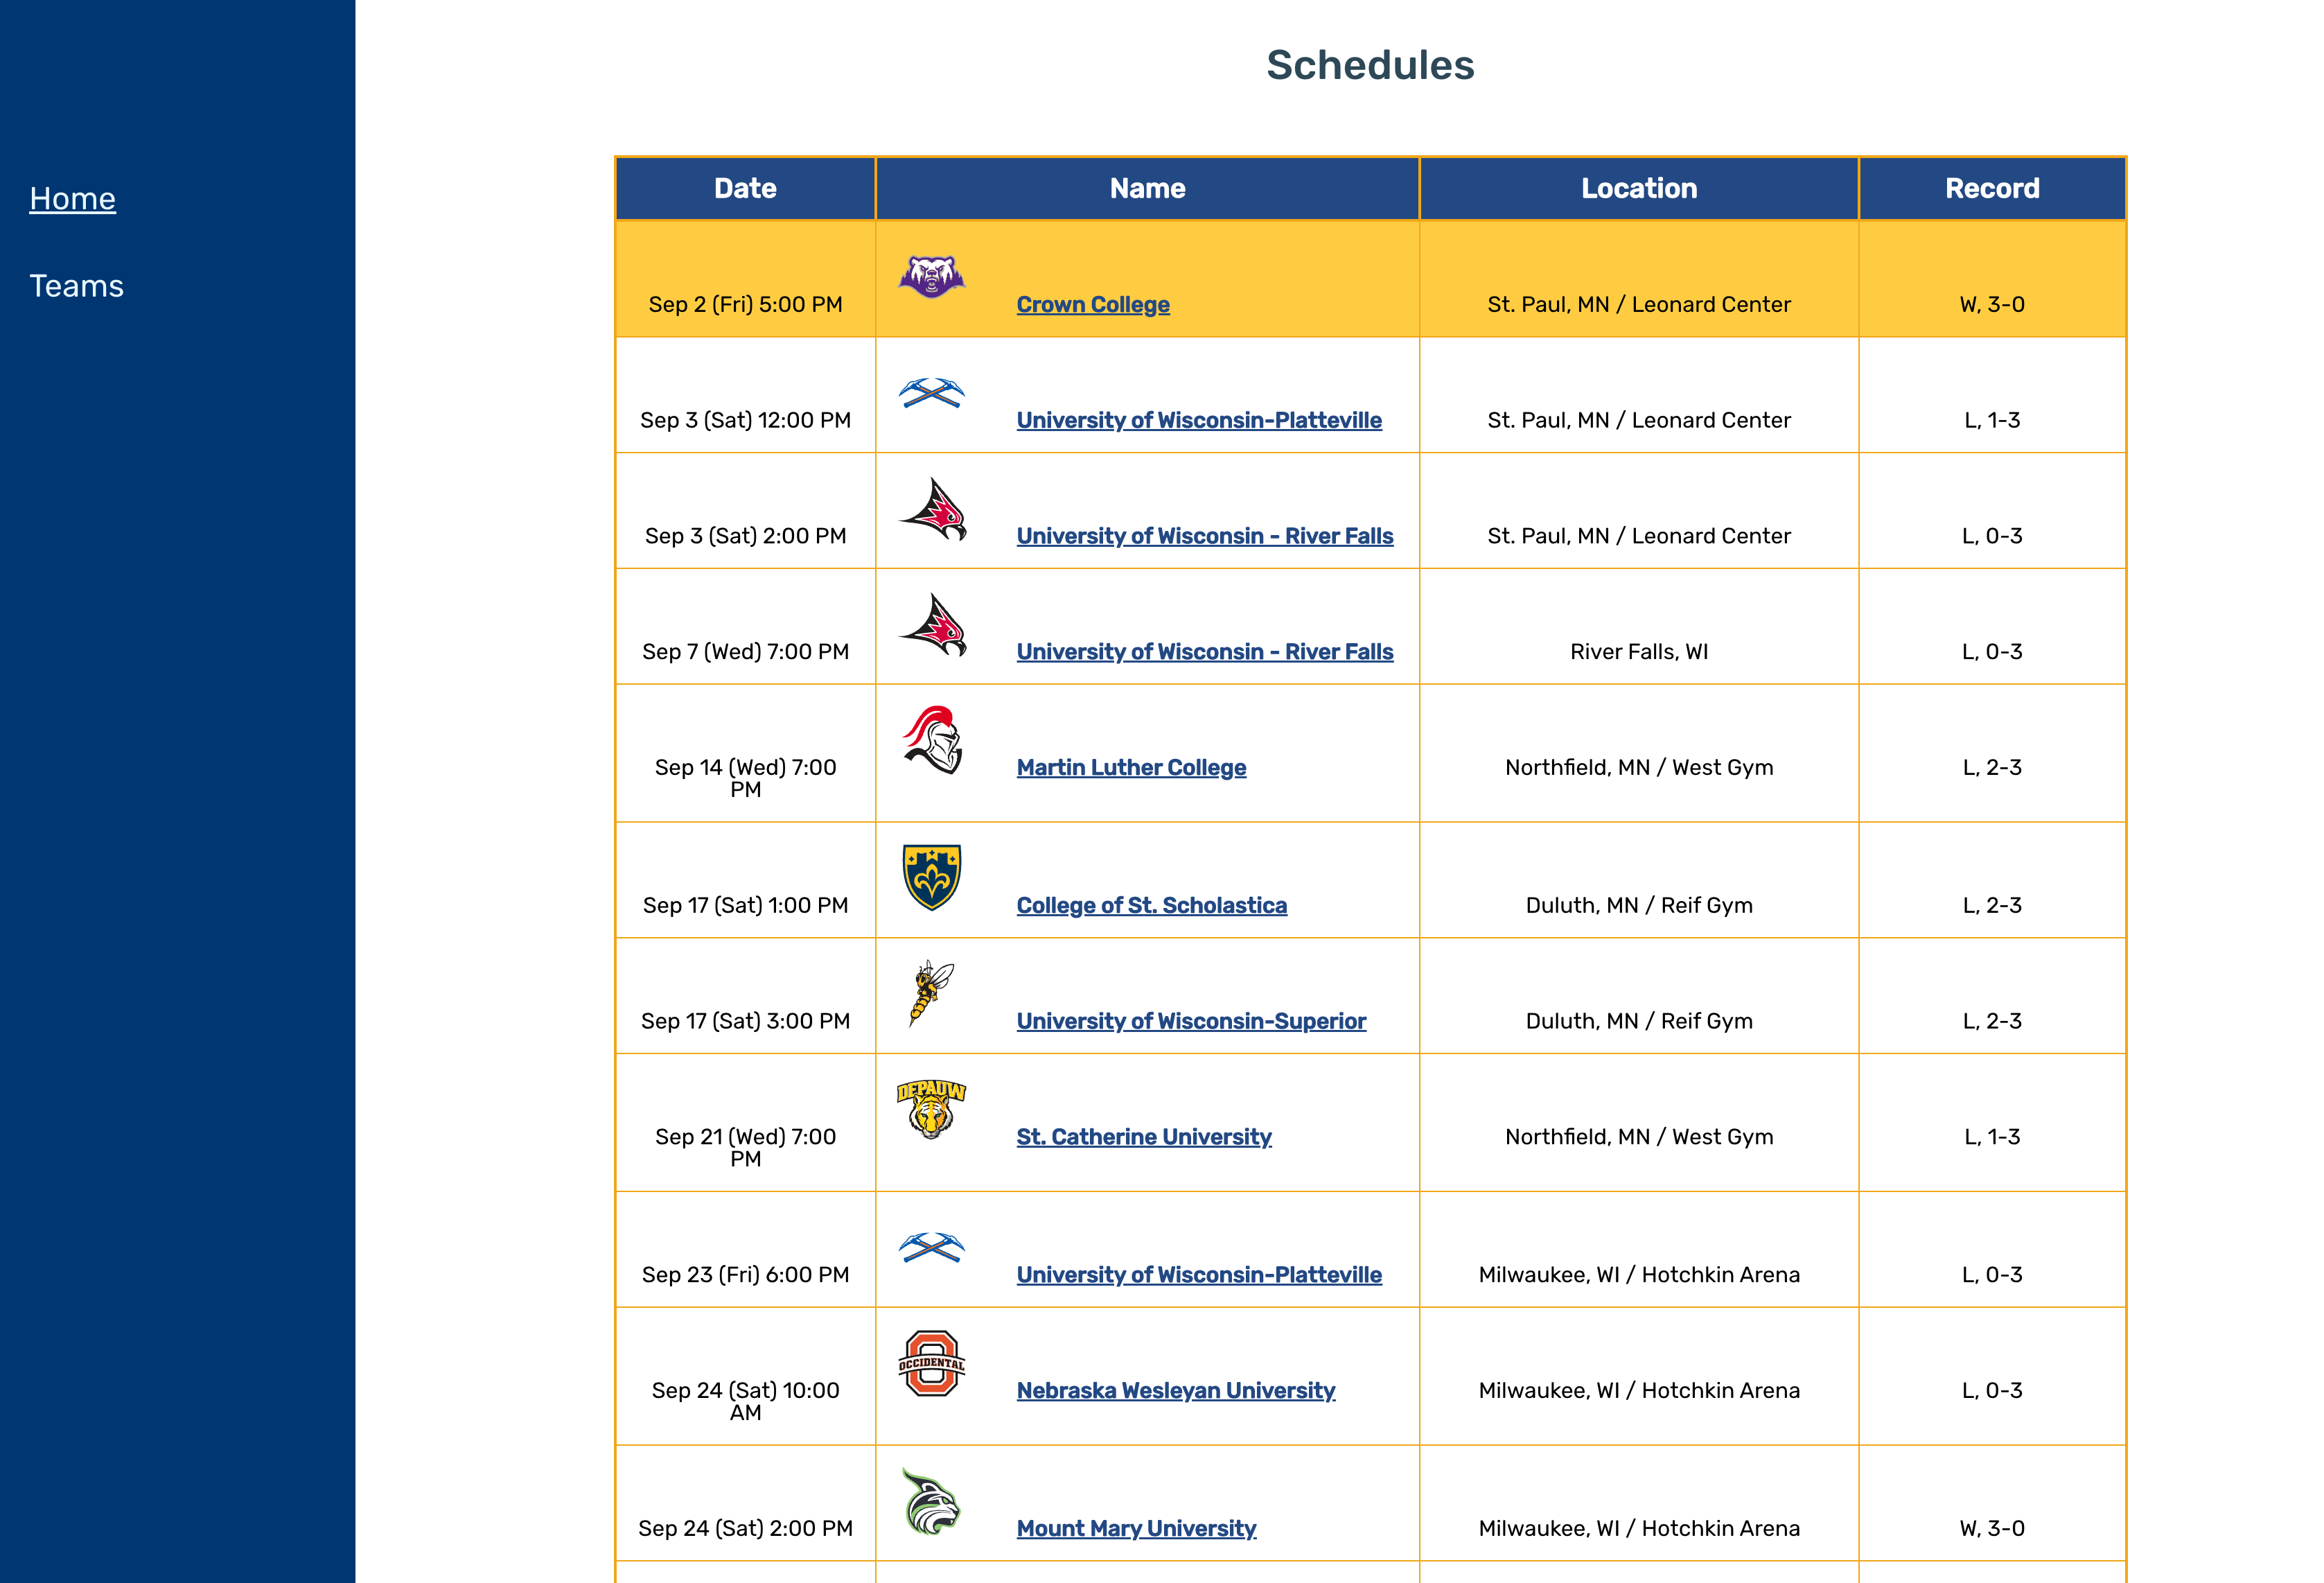 Schedules
Home
Teams
Date Name Location Record
Sep 2 (Fri) 5:00 PM Crown College St. Paul, MN / Leonard Center W, 3-0
Sep 3 (Sat) 12:00 PM University of Wisconsin-Platteville St. Paul, MN / Leonard Center L, 1-3
Sep 3 (Sat) 2:00 PM University of Wisconsin - River Falls St. Paul, MN / Leonard Center L, 0-3
Sep 7 (Wed) 7:00 PM University of Wisconsin - River Falls River Falls, WI L, 0-3
Sep 14 (Wed) 7:00 Martin Luther College Northfield, MN / West Gym L, 2-3
PM
Sep 17 (Sat) 1:00 PM College of St. Scholastica Duluth, MN / Reif Gym L, 2-3
Sep 17 (Sat) 3:00 PM University of Wisconsin-Superior Duluth, MN / Reif Gym L, 2-3
DEPAUW
Sep 21 (Wed) 7:00 St. Catherine University Northfield, MN / West Gym L, 1-3
PM
Sep 23 (Fri) 6:00 PM University of Wisconsin-Platteville Milwaukee, WI / Hotchkin Arena L, 0-3
OCCIDENTAL
Sep 24 (Sat) 10:00 Nebraska Wesleyan University Milwaukee, WI / Hotchkin Arena L, 0-3
AM
Sep 24 (Sat) 2:00 PM Mount Mary University Milwaukee, WI / Hotchkin Arena W, 3-0